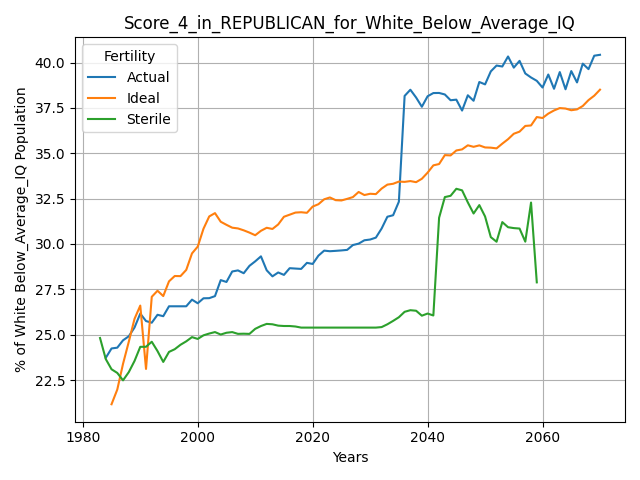 Score_4_in_REPUBLICAN_for_White_Below_Average_IQ
% of White Below_Average_IQ Population
40.0
37.5
35.0
32.5
30.0
27.5
25.0
22.5
Fertility
Actual
Ideal
Sterile
1980
2000
2020
2040
2060
Years